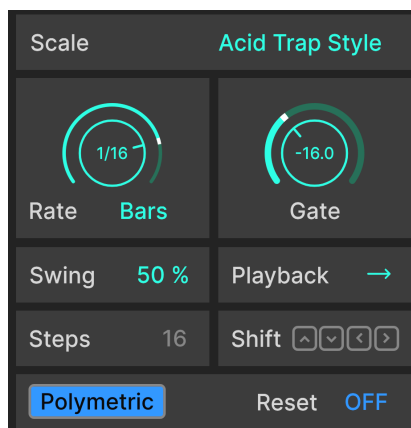 Scale Acid Trap Style
1/16
-16.0
Rate Bars
Gate
Swing 50 %
Playback →
Steps 16
Shift
Polymetric
Reset OFF